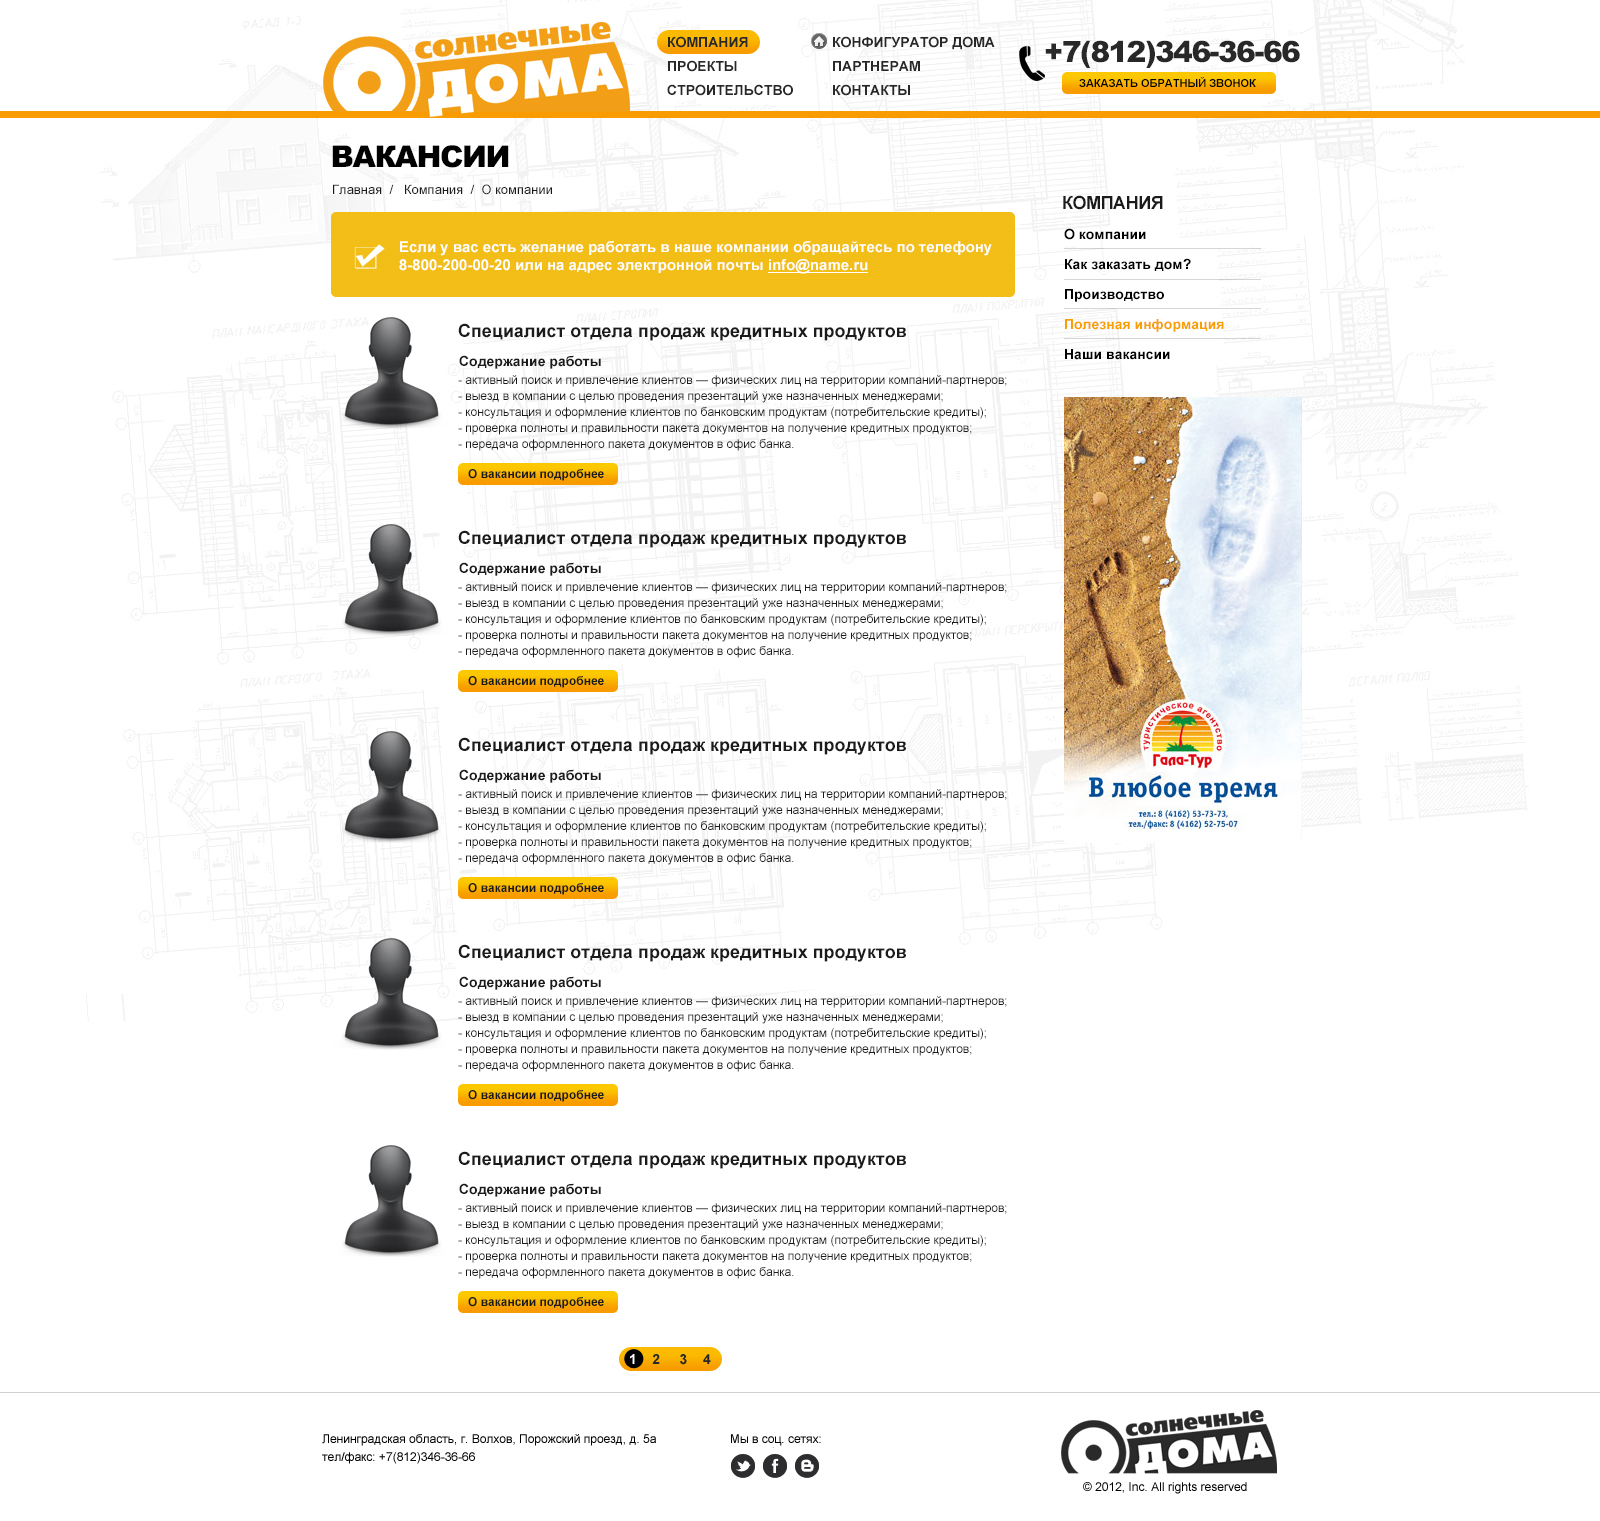 СОЛНЕЧНЫЕ
ДОМА
КОМПАНИЯ
ПРОЕКТЫ
СТРОИТЕЛЬСТВО
КОНФИГУРАТОР ДОМА
ПАРТНЕРАМ
КОНТАКТЫ
+7(812)346-36-66
ЗАКАЗАТЬ ОБРАТНЫЙ ЗВОНОК
ФАСАД 1-3
ВАКАНСИИ
Главная / Компания / О компании
Если у вас есть желание работать в наше компании обращайтесь по телефону
8-800-200-00-20 или на адрес электронной почты info@name.ru
ПЛАН МАНСАРДНОГО ЭТАЖА
ПЛАН СТРОПИЛ
ПЛАН ПОКРЫТИЯ
Специалист отдела продаж кредитных продуктов
Содержание работы
- активный поиск и привлечение клиентов — физических лиц на территории компаний-партнеров;
- выезд в компании с целью проведения презентаций уже назначенных менеджерами;
- консультация и оформление клиентов по банковским продуктам (потребительские кредиты);
- проверка полноты и правильности пакета документов на получение кредитных продуктов;
- передача оформленного пакета документов в офис банка.
О вакансии подробнее
Специалист отдела продаж кредитных продуктов
Содержание работы
- активный поиск и привлечение клиентов — физических лиц на территории компаний-партнеров;
- выезд в компании с целью проведения презентаций уже назначенных менеджерами;
- консультация и оформление клиентов по банковским продуктам (потребительские кредиты);
- проверка полноты и правильности пакета документов на получение кредитных продуктов;
- передача оформленного пакета документов в офис банка.
О вакансии подробнее
ПЛАН ПЕРВОГО ЭТАЖА
Специалист отдела продаж кредитных продуктов
Содержание работы
- активный поиск и привлечение клиентов — физических лиц на территории компаний-партнеров;
- выезд в компании с целью проведения презентаций уже назначенных менеджерами;
- консультация и оформление клиентов по банковским продуктам (потребительские кредиты);
- проверка полноты и правильности пакета документов на получение кредитных продуктов;
- передача оформленного пакета документов в офис банка.
О вакансии подробнее
Специалист отдела продаж кредитных продуктов
Содержание работы
- активный поиск и привлечение клиентов — физических лиц на территории компаний-партнеров;
- выезд в компании с целью проведения презентаций уже назначенных менеджерами;
- консультация и оформление клиентов по банковским продуктам (потребительские кредиты);
- проверка полноты и правильности пакета документов на получение кредитных продуктов;
- передача оформленного пакета документов в офис банка.
О вакансии подробнее
Специалист отдела продаж кредитных продуктов
Содержание работы
- активный поиск и привлечение клиентов — физических лиц на территории компаний-партнеров;
- выезд в компании с целью проведения презентаций уже назначенных менеджерами;
- консультация и оформление клиентов по банковским продуктам (потребительские кредиты);
- проверка полноты и правильности пакета документов на получение кредитных продуктов;
- передача оформленного пакета документов в офис банка.
О вакансии подробнее
1 2 3 4
КОМПАНИЯ
О компании
Как заказать дом?
Производство
Полезная информация
Наши вакансии
туристическое агентство
Гала-Тур
В любое время
тел.: 8 (4162) 53-73-73,
тел./факс: 8 (4162) 52-75-07
Ленинградская область, г. Волхов, Порожский проезд, д. 5а
тел/факс: +7(812)346-36-66
Мы в соц. сетях:
СОЛНЕЧНЫЕ
ДОМА
© 2012, Inc. All rights reserved